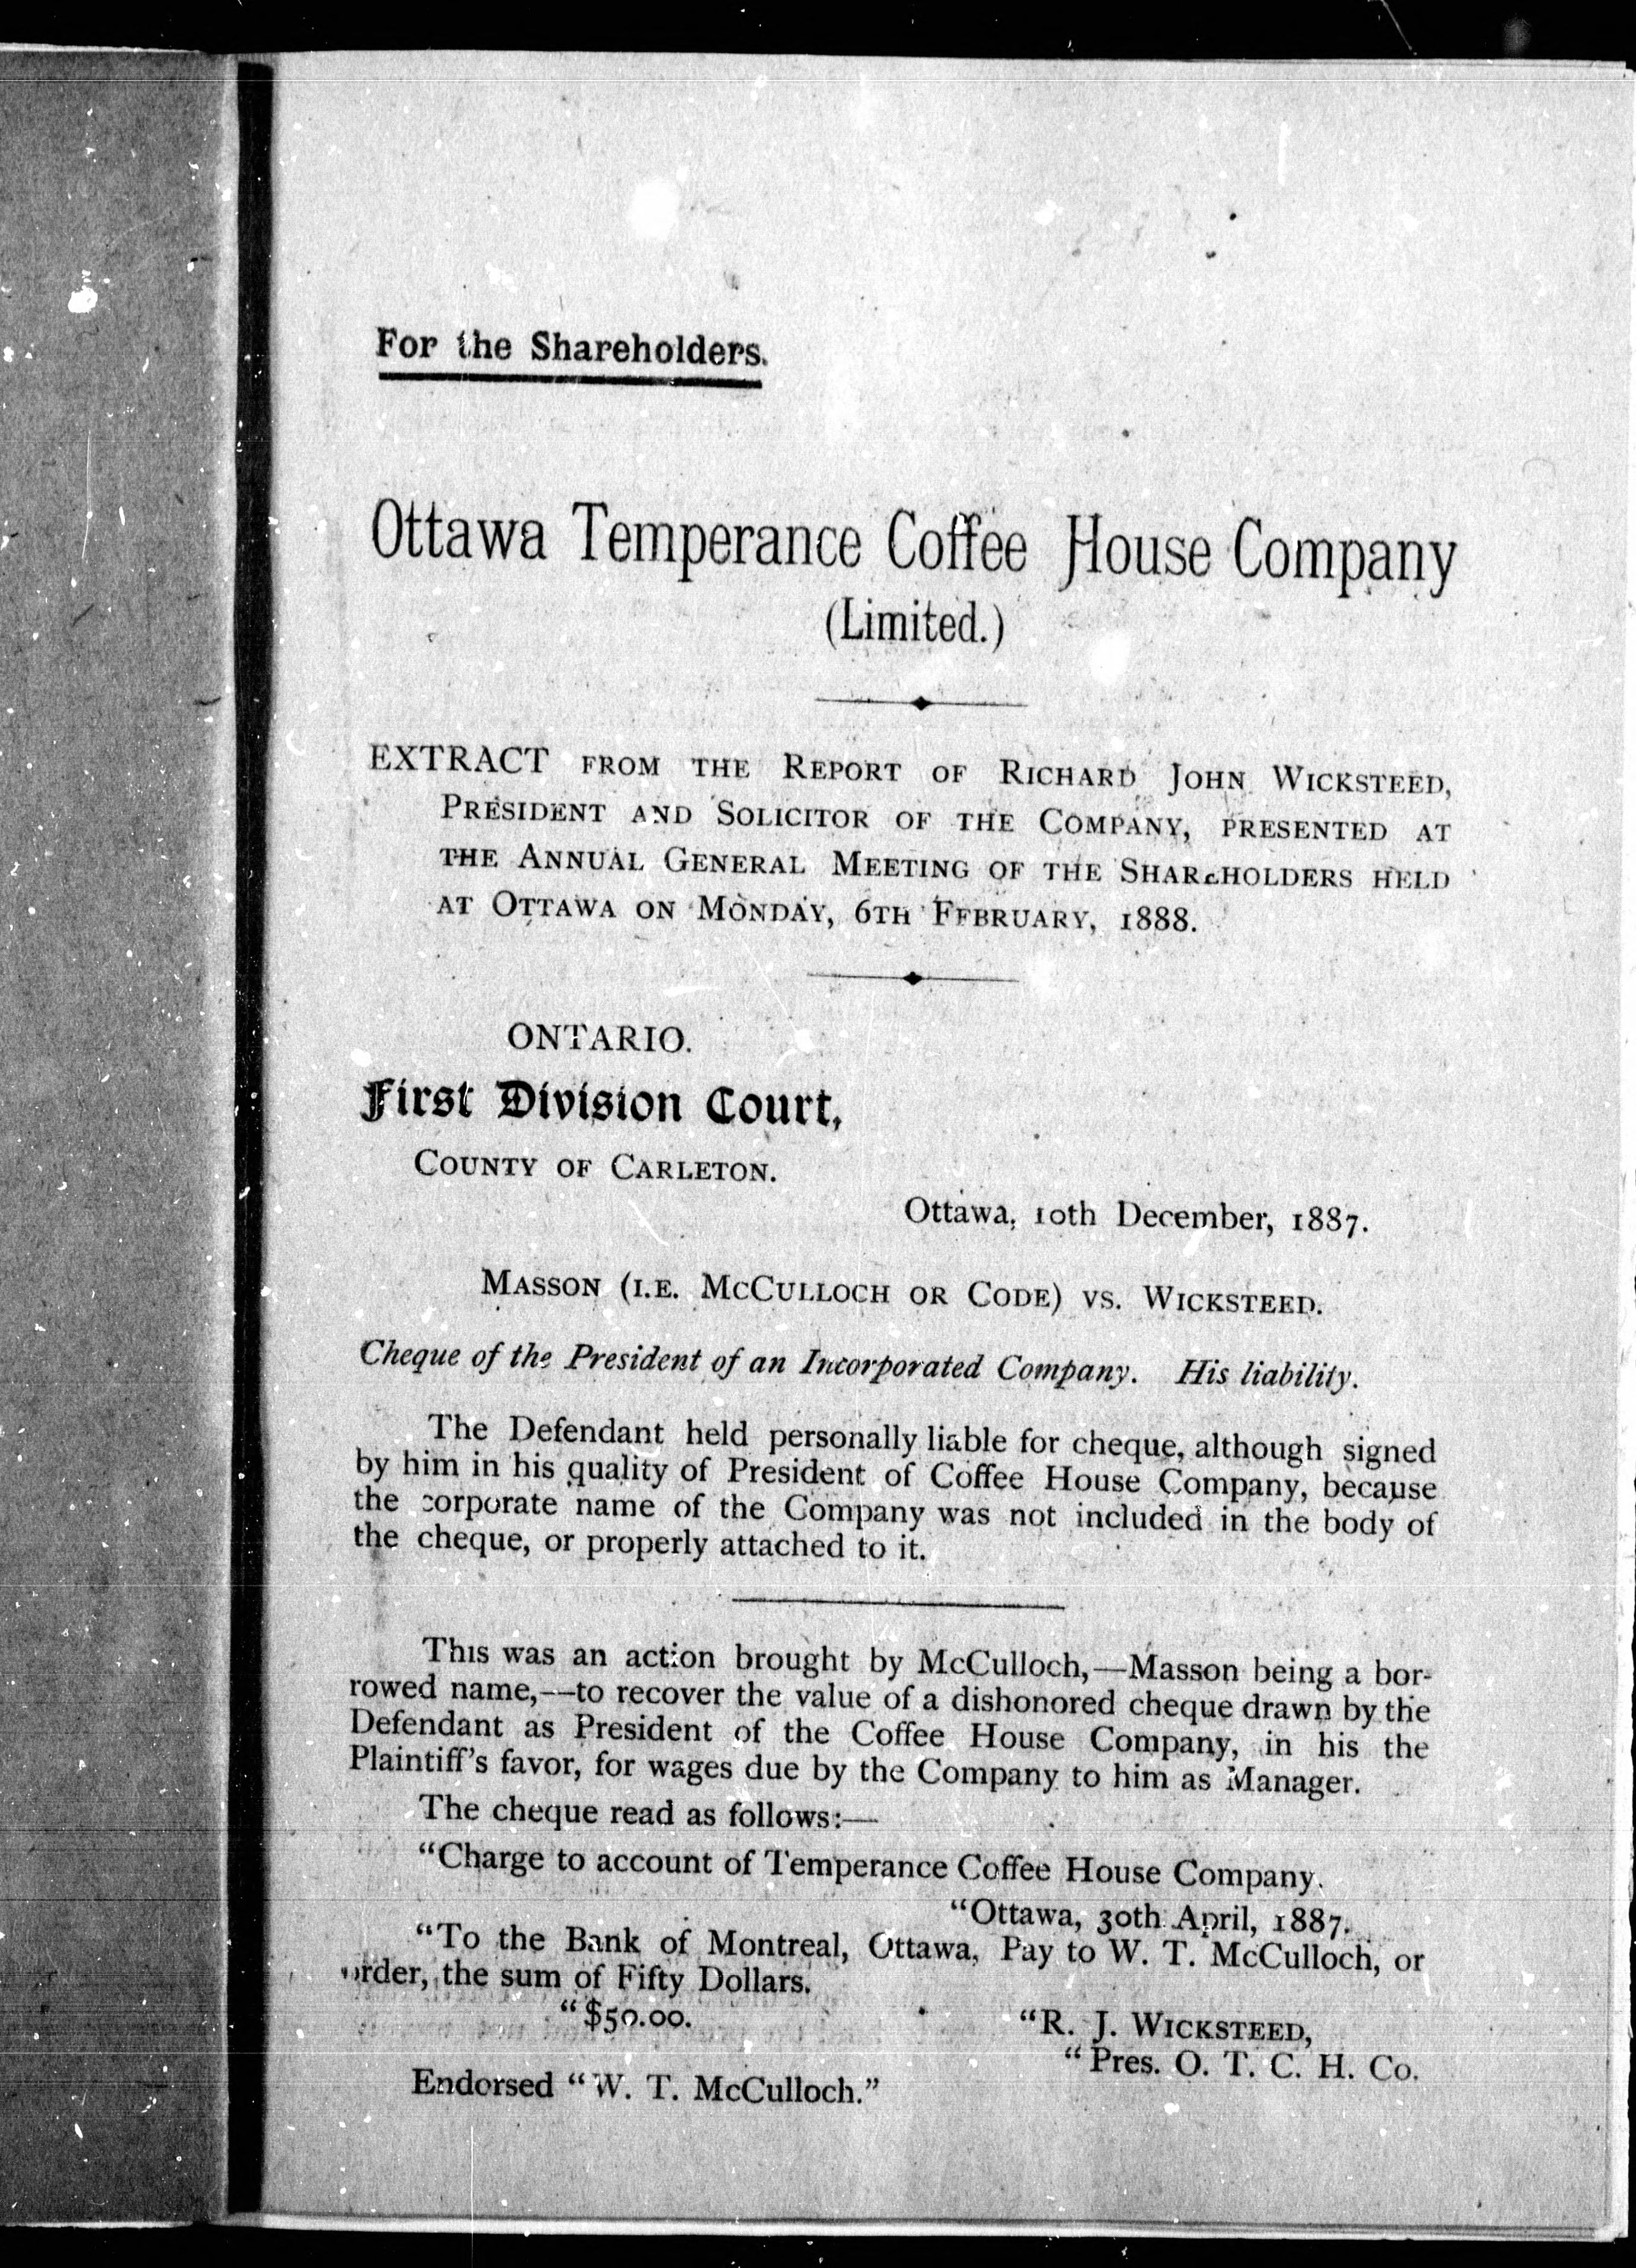 For the Shareholders.
Ottawa Temperance Coffee House Company
(Limited.)
EXTRACT FROM THE REPORT OF RICHARD JOHN WICKSTEED,
PRESIDENT AND SOLICITOR OF THE COMPANY, PRESENTED AT
THE ANNUAL GENERAL MEETING OF THE SHAREHOLDERS HELD
AT OTTAWA ON MONDAY, 6TH FEBRUARY, 1888.
ONTARIO.
First Division Court,
COUNTY OF CARLETON.
Ottawa, 10th December, 1887.
MASSON (I.E. MCCULLOCH OR CODE) VS. WICKSTEED.
Cheque of the President of an Incorporated Company. His liability.
The Defendant held personally liable for cheque, although signed
by him in his quality of President of Coffee House Company, because
the corporate name of the Company was not included in the body of
the cheque, or properly attached to it.
This was an action brought by McCulloch,—Masson being a bor-
rowed name,—to recover the value of a dishonored cheque drawn by the
Defendant as President of the Coffee House Company, in his the
Plaintiff's favor, for wages due by the Company to him as Manager.
The cheque read as follows:—
"Charge to account of Temperance Coffee House Company.
"Ottawa, 30th April, 1887.
"To the Bank of Montreal, Ottawa, Pay to W. T. McCulloch, or
order, the sum of Fifty Dollars.
"$50.00. "R. J. WICKSTEED,
"Pres. O. T. C. H. Co.
Endorsed "W. T. McCulloch."